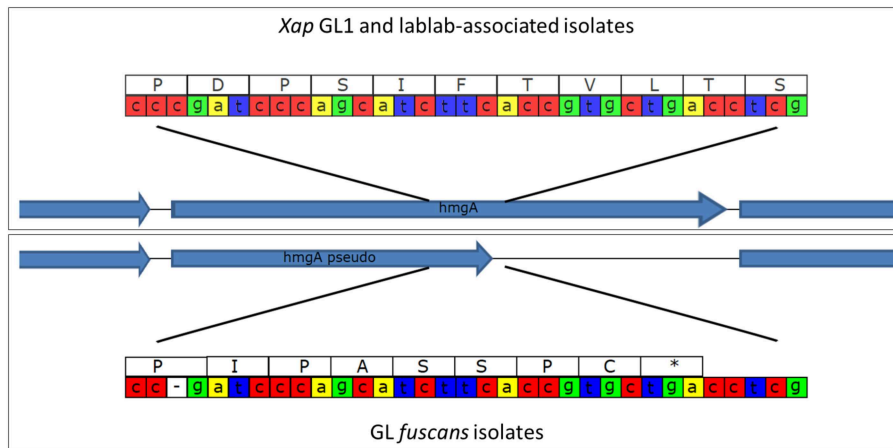 Xap GL1 and lablab-associated isolates
P D P S I F T V L T S
c c c g a t c c c a g c a t c t t c a c c g t g c t g a c c t c g
hmgA
hmgA pseudo
P I P A S S P C *
c c - g a t c c c a g c a t c t t c a c c g t g c t g a c c t c g
GL fuscans isolates